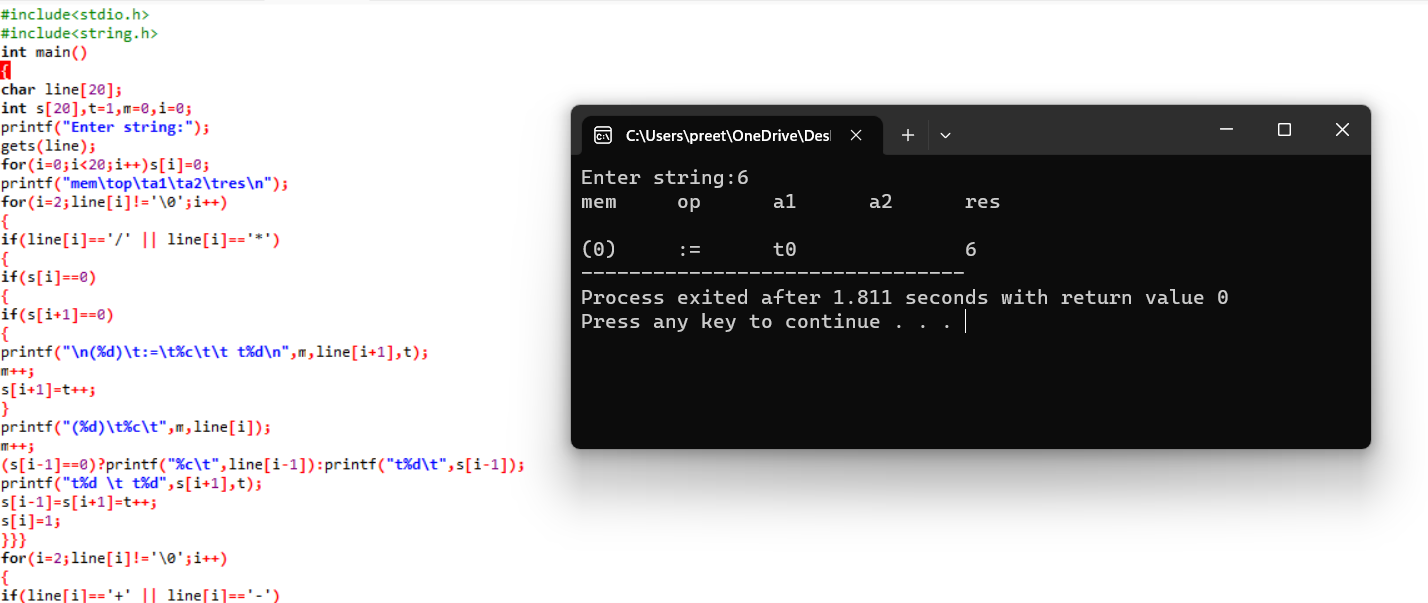 #include<stdio.h>
#include<string.h>
int main()
{
char line[20];
int s[20],t=1,m=0,i=0;
printf("Enter string:");
gets(line);
for(i=0;i<20;i++)s[i]=0;
printf("mem\top\ta1\ta2\tres\n");
for(i=2;line[i]!='\0';i++)
{
if(line[i]=='/' || line[i]=='*')
{
if(s[i]==0)
{
if(s[i+1]==0)
{
printf("\n(%d)\t:=\t%c\t\t t%d\n",m,line[i+1],t);
m++;
s[i+1]=t++;
}
printf("(%d)\t%c\t",m,line[i]);
m++;
(s[i-1]==0)?printf("%c\t",line[i-1]):printf("t%d\t",s[i-1]);
printf("t%d \t t%d",s[i+1],t);
s[i-1]=s[i+1]=t++;
s[i]=1;
}}}
for(i=2;line[i]!='\0';i++)
{
if(line[i]=='+' || line[i]=='-')
C:\Users\preet\OneDrive\Des
Enter string:6
mem op a1 a2 res
(0) := t0 6
--------------------------------
Process exited after 1.811 seconds with return value 0
Press any key to continue . . .